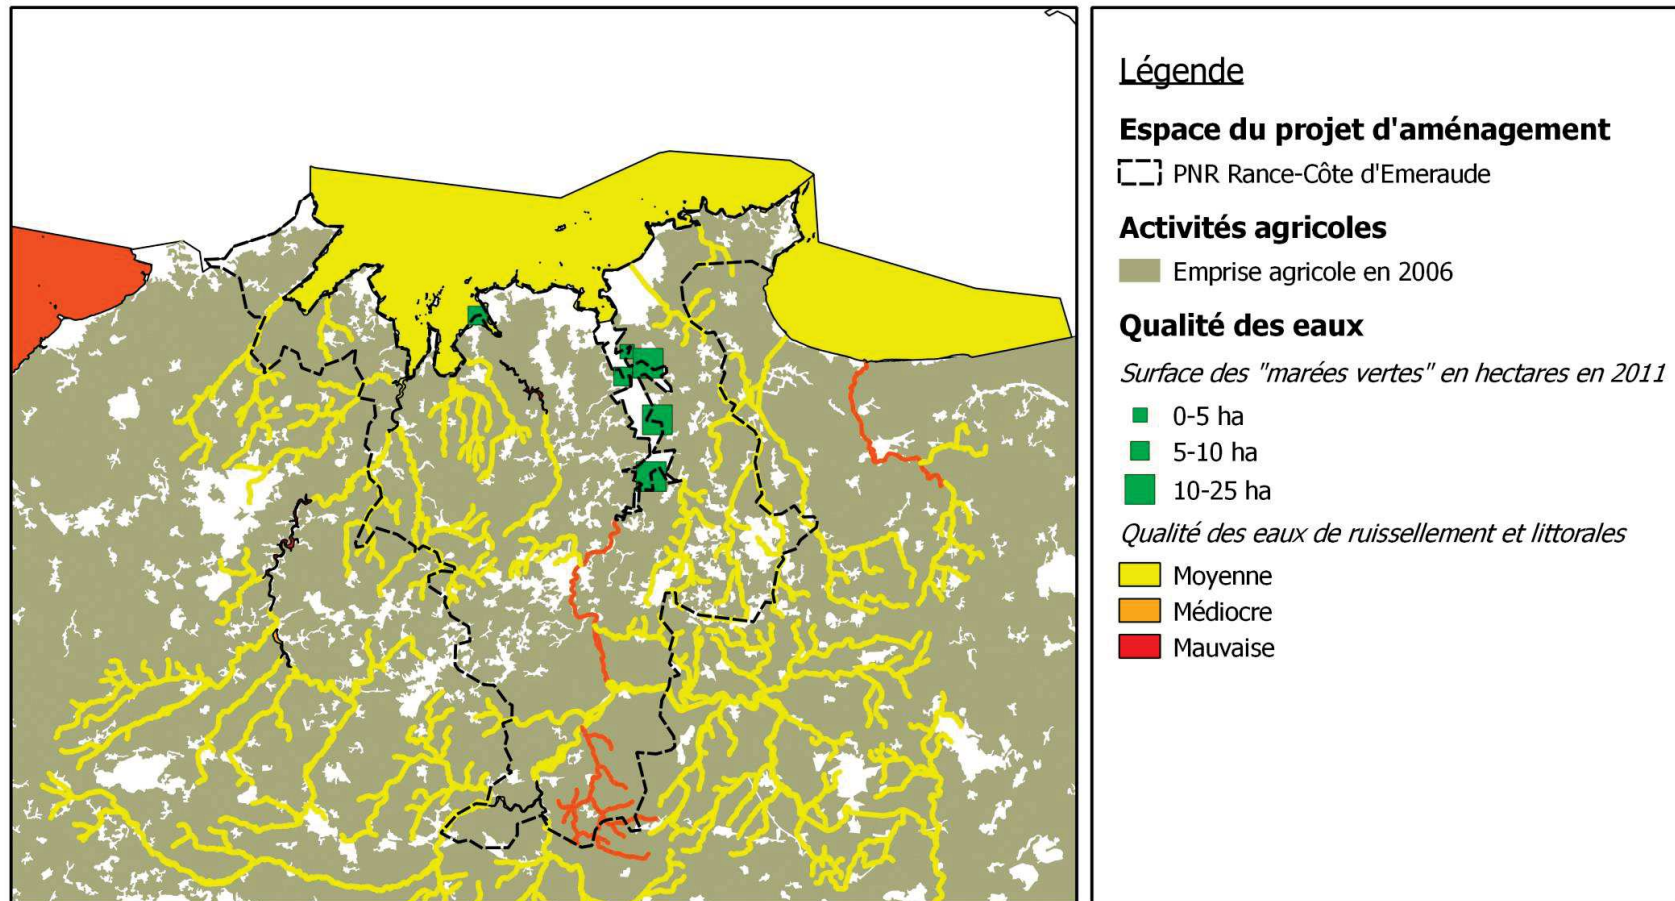 Légende
Espace du projet d'aménagement
PNR Rance-Côte d'Emeraude
Activités agricoles
Emprise agricole en 2006
Qualité des eaux
Surface des "marées vertes" en hectares en 2011
0-5 ha
5-10 ha
10-25 ha
Qualité des eaux de ruissellement et littorales
Moyenne
Médiocre
Mauvaise